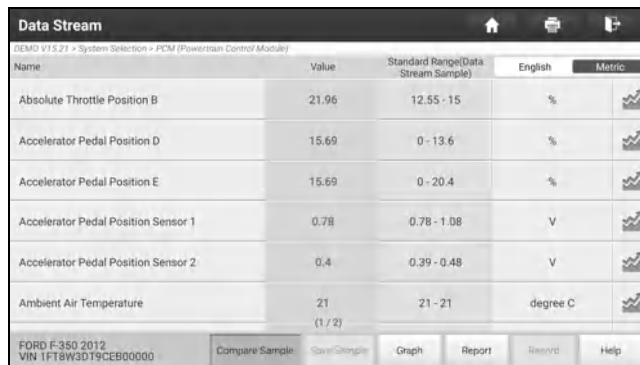 Data Stream
DEMO V15.21 > System Selection > PCM (Powertrain Control Module)
Name Value Standard Range(Data Stream Sample) English Metric
Absolute Throttle Position B 21.96 12.55 - 15 %
Accelerator Pedal Position D 15.69 0 - 13.6 %
Accelerator Pedal Position E 15.69 0 - 20.4 %
Accelerator Pedal Position Sensor 1 0.78 0.78 - 1.08 V
Accelerator Pedal Position Sensor 2 0.4 0.39 - 0.48 V
Ambient Air Temperature 21 21 - 21 degree C
(1 / 2)
FORD F-350 2012
VIN 1FT8W3DT9CEB00000
Compare Sample Save Sample Graph Report Record Help